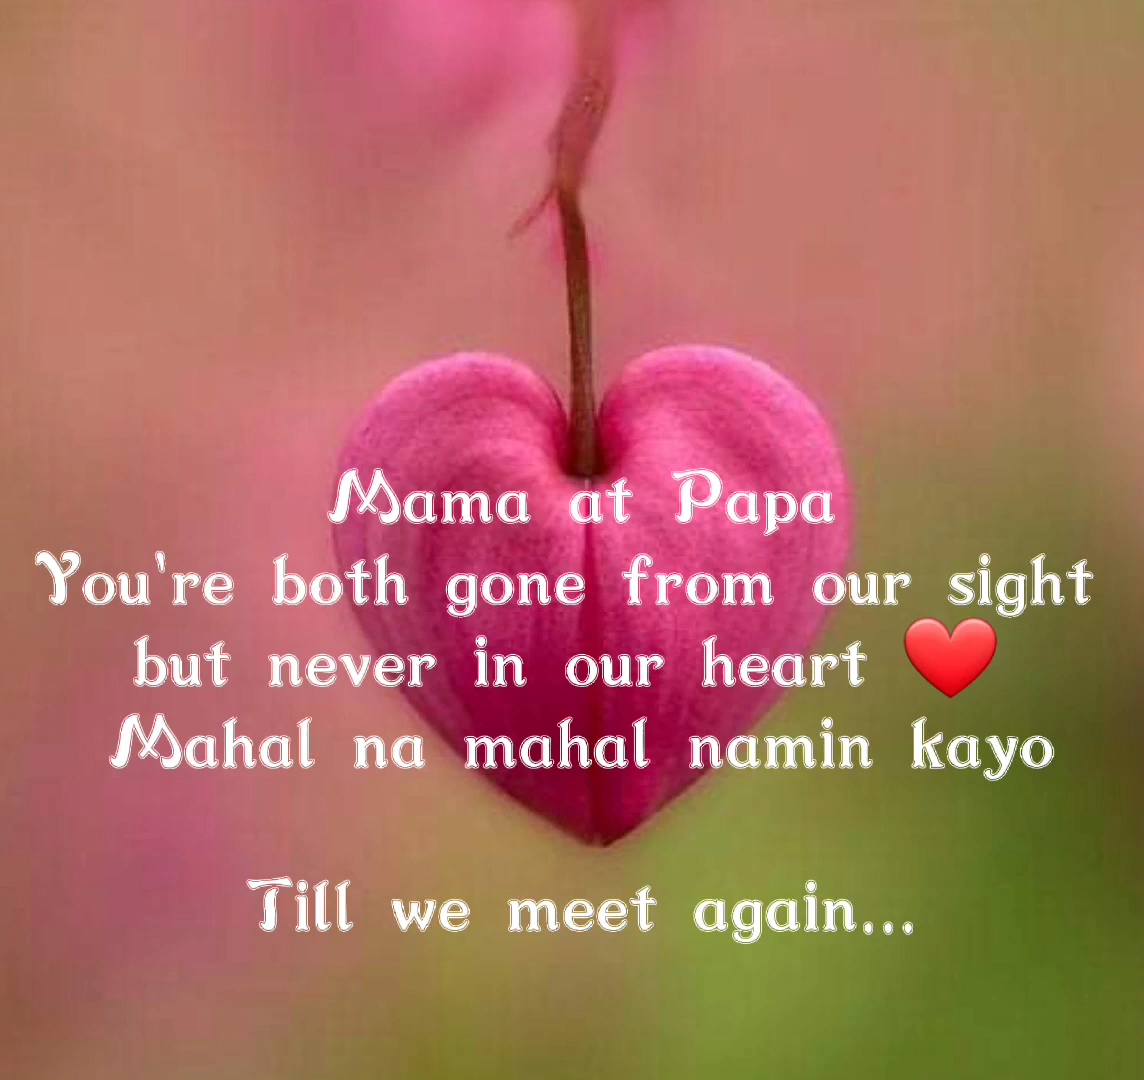 Mama at Papa
You're both gone from our sight
but never in our heart ❤️
Mahal na mahal namin kayo
Till we meet again...